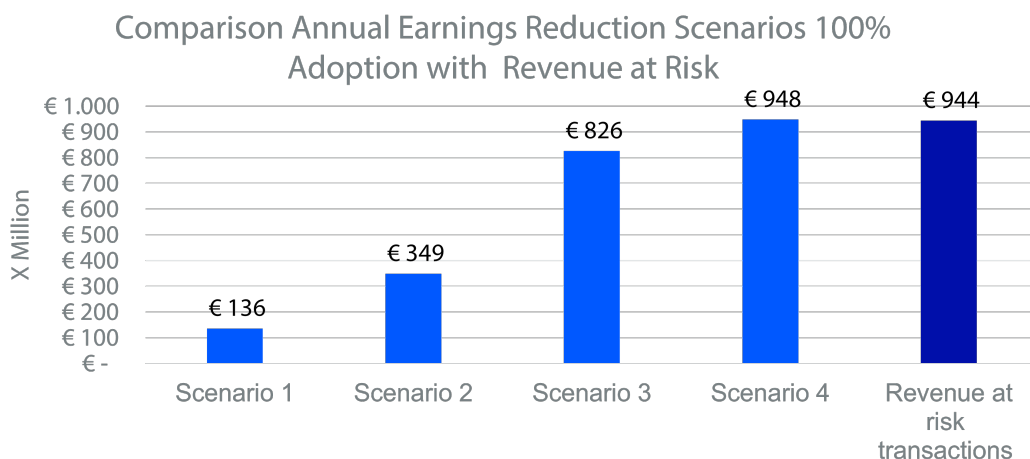 Comparison Annual Earnings Reduction Scenarios 100%
Adoption with Revenue at Risk
X Million
€ 1.000
€ 900
€ 800
€ 700
€ 600
€ 500
€ 400
€ 300
€ 200
€ 100
€ -
€ 136
€ 349
€ 826
€ 948
€ 944
Scenario 1
Scenario 2
Scenario 3
Scenario 4
Revenue at
risk
transactions